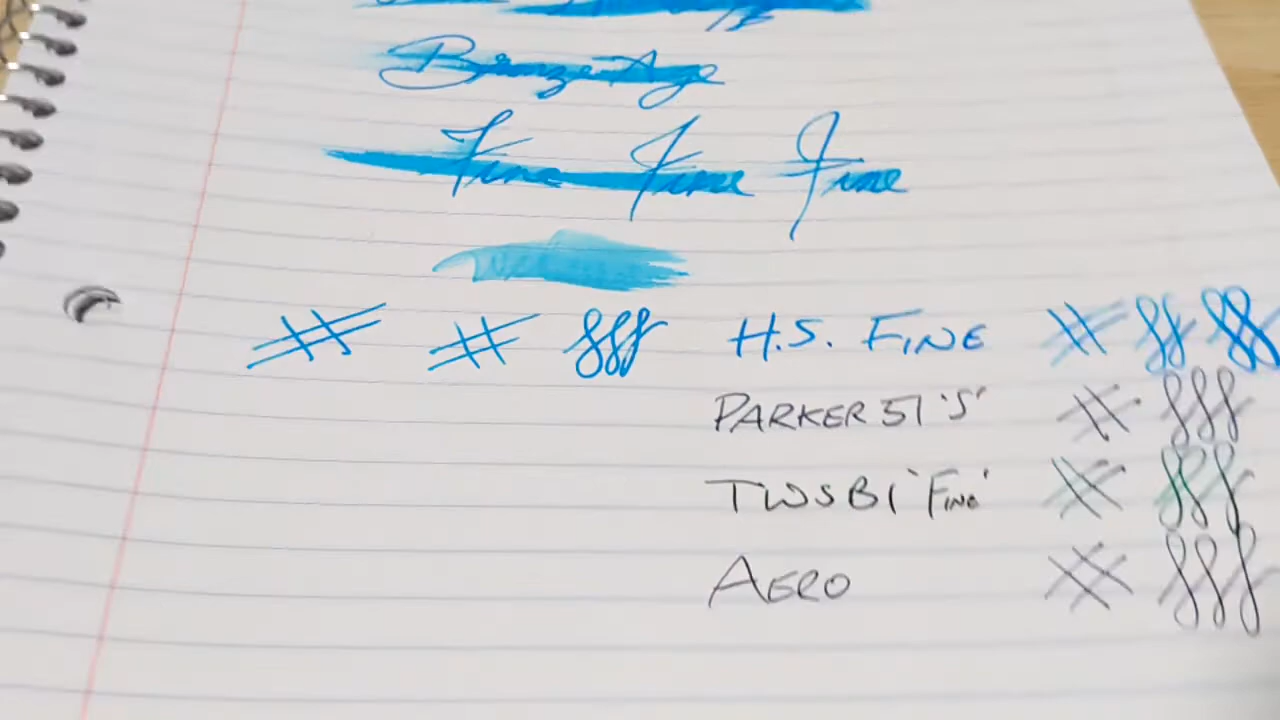 Bronze Age
Fine Fine Fine
H.S. FINE
PARKER 51 'S'
TWSBI 'FINE'
AERO